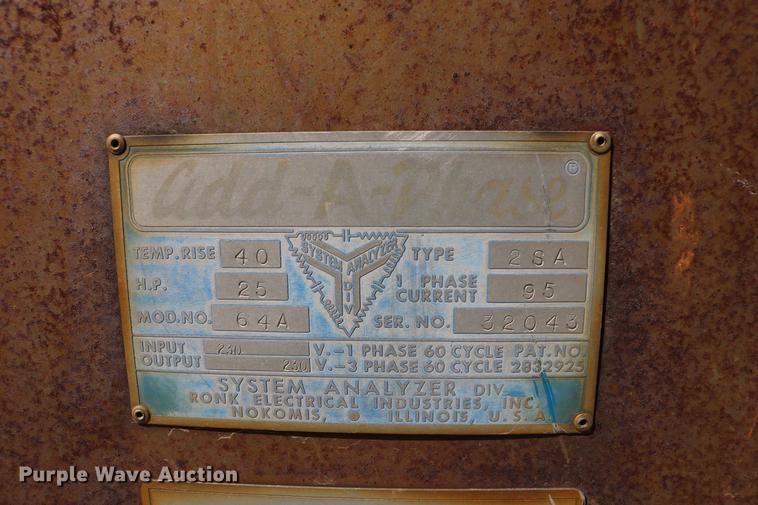 Add-A-Phase ®
TEMP. RISE 40 TYPE 2SA
H.P. 25 1 PHASE CURRENT 95
MOD. NO. 64A SER. NO. 32043
SYSTEM ANALYZER DIV
INPUT 230 V.-1 PHASE 60 CYCLE PAT. NO.
OUTPUT 230 V.-3 PHASE 60 CYCLE 2832925
SYSTEM ANALYZER DIV.
RONK ELECTRICAL INDUSTRIES, INC.
NOKOMIS, ILLINOIS, U.S.A.
Purple Wave Auction